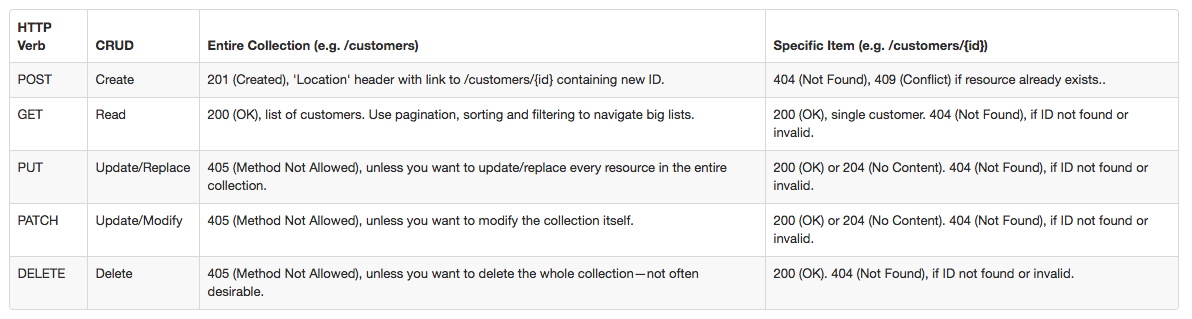 HTTP
Verb
CRUD
Entire Collection (e.g. /customers)
Specific Item (e.g. /customers/{id})
POST
Create
201 (Created), 'Location' header with link to /customers/{id} containing new ID.
404 (Not Found), 409 (Conflict) if resource already exists..
GET
Read
200 (OK), list of customers. Use pagination, sorting and filtering to navigate big lists.
200 (OK), single customer. 404 (Not Found), if ID not found or
invalid.
PUT
Update/Replace
405 (Method Not Allowed), unless you want to update/replace every resource in the entire
collection.
200 (OK) or 204 (No Content). 404 (Not Found), if ID not found or
invalid.
PATCH
Update/Modify
405 (Method Not Allowed), unless you want to modify the collection itself.
200 (OK) or 204 (No Content). 404 (Not Found), if ID not found or
invalid.
DELETE
Delete
405 (Method Not Allowed), unless you want to delete the whole collection—not often
desirable.
200 (OK). 404 (Not Found), if ID not found or invalid.